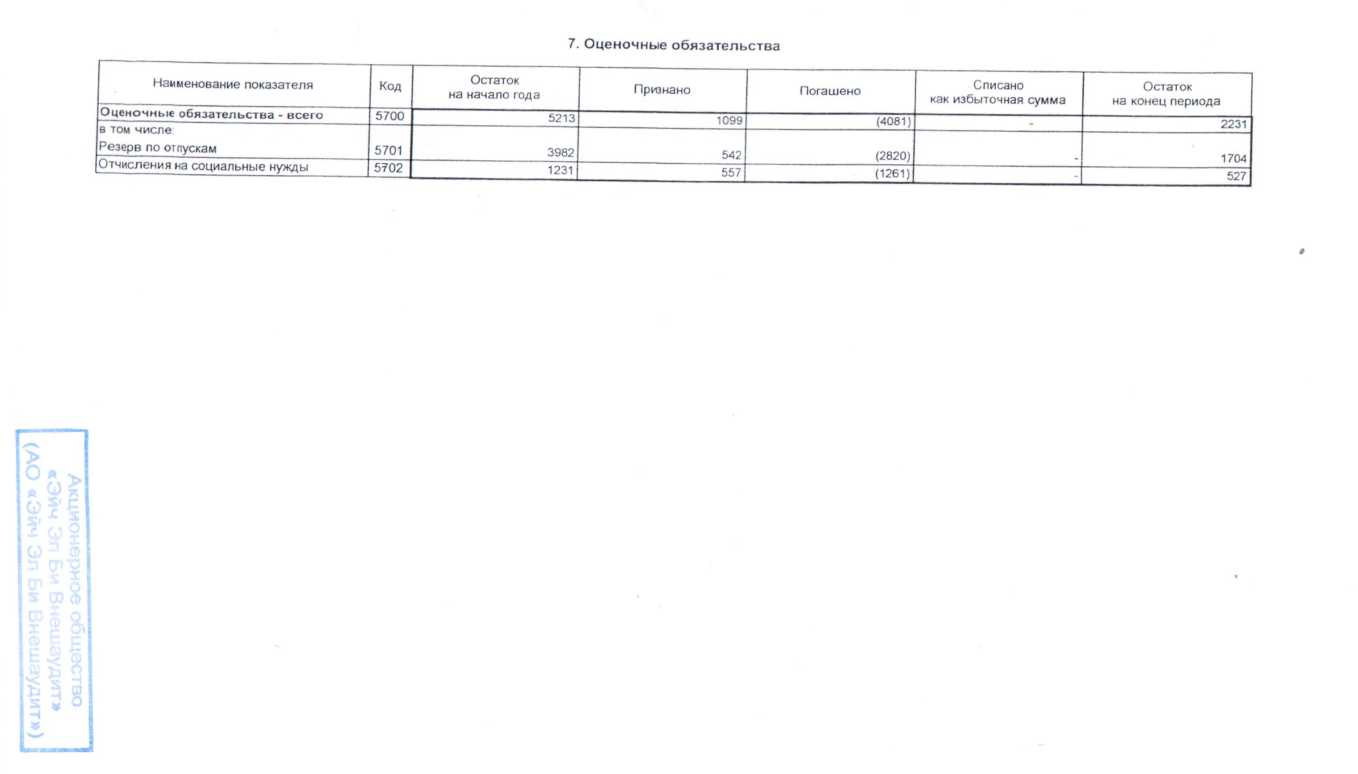 7. Оценочные обязательства
Наименование показателя Код Остаток на начало года Признано Погашено Списано как избыточная сумма Остаток на конец периода
Оценочные обязательства - всего 5700 5213 1099 (4081) - 2231
в том числе:
Резерв по отпускам 5701 3982 542 (2820) - 1704
Отчисления на социальные нужды 5702 1231 557 (1261) - 527
Акционерное общество
«Эйч Эл Би Внешаудит»
(АО «Эйч Эл Би Внешаудит»)